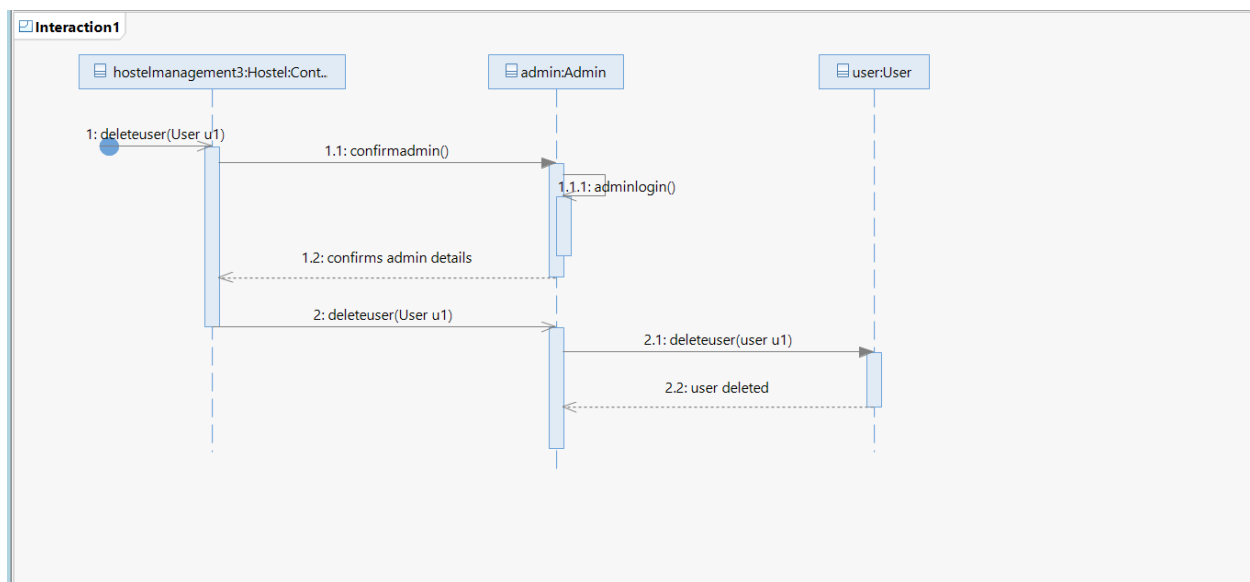 Interaction1
hostelmanagement3:Hostel:Cont..
admin:Admin
user:User
1: deleteuser(User u1)
1.1: confirmadmin()
1.1.1: adminlogin()
1.2: confirms admin details
2: deleteuser(User u1)
2.1: deleteuser(user u1)
2.2: user deleted